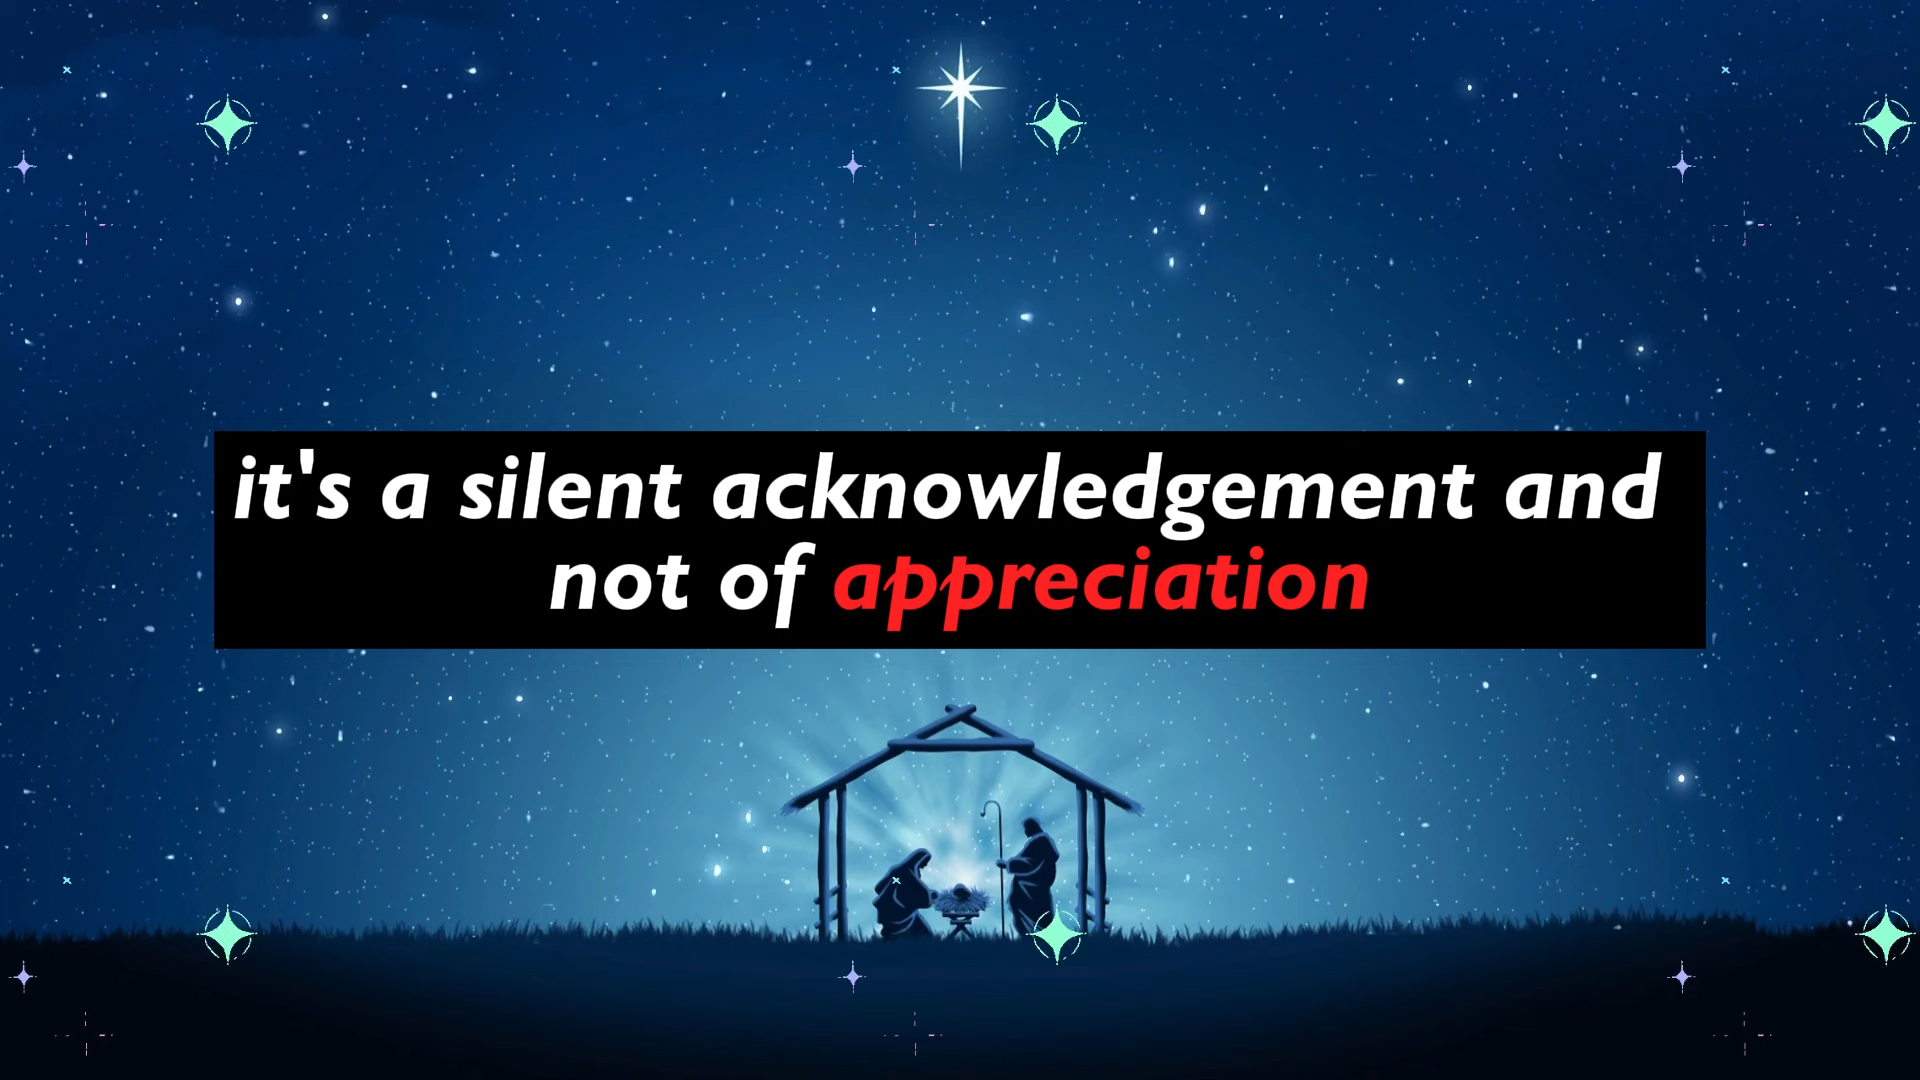 it's a silent acknowledgement and
not of appreciation